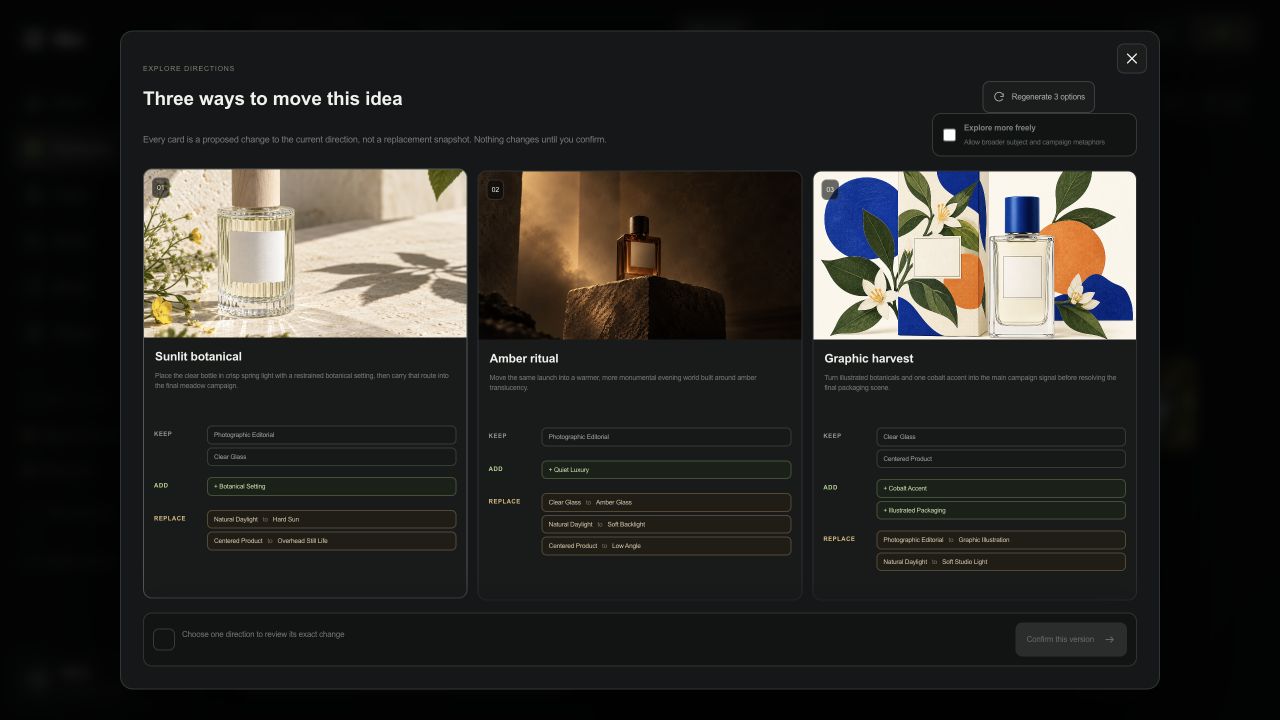 EXPLORE DIRECTIONS
Three ways to move this idea
Regenerate 3 options
Every card is a proposed change to the current direction, not a replacement snapshot. Nothing changes until you confirm.
Explore more freely
Allow broader subject and campaign metaphors
01
Sunlit botanical
Place the clear bottle in crisp spring light with a restrained botanical setting, then carry that route into
the final meadow campaign.
KEEP
Photographic Editorial
Clear Glass
ADD
+ Botanical Setting
REPLACE
Natural Daylight to Hard Sun
Centered Product to Overhead Still Life
02
Amber ritual
Move the same launch into a warmer, more monumental evening world built around amber
translucency.
KEEP
Photographic Editorial
ADD
+ Quiet Luxury
REPLACE
Clear Glass to Amber Glass
Natural Daylight to Soft Backlight
Centered Product to Low Angle
03
Graphic harvest
Turn illustrated botanicals and one cobalt accent into the main campaign signal before resolving the
final packaging scene.
KEEP
Clear Glass
Centered Product
ADD
+ Cobalt Accent
+ Illustrated Packaging
REPLACE
Photographic Editorial to Graphic Illustration
Natural Daylight to Soft Studio Light
Choose one direction to review its exact change
Confirm this version